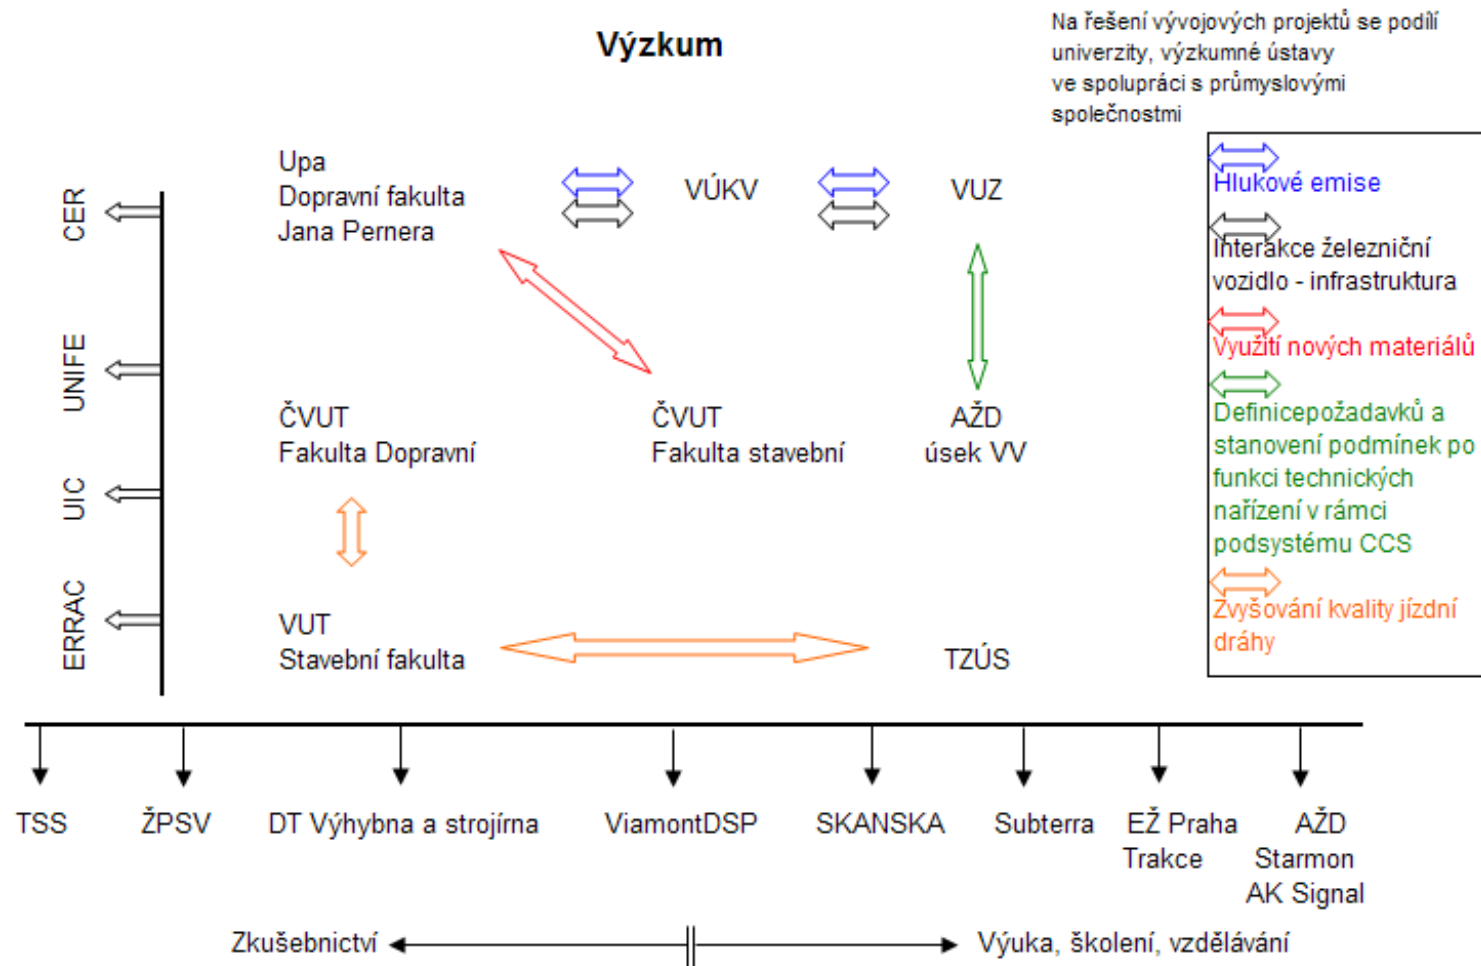 Výzkum
Na řešení vývojových projektů se podílí
univerzity, výzkumné ústavy
ve spolupráci s průmyslovými
společnostmi
CER
UNIFE
UIC
ERRAC
Upa
Dopravní fakulta
Jana Pernera
VÚKV
VUZ
ČVUT
Fakulta Dopravní
ČVUT
Fakulta stavební
AŽD
úsek VV
VUT
Stavební fakulta
TZÚS
Hlukové emise
Interakce železniční
vozidlo - infrastruktura
Využití nových materiálů
Definicepožadavků a
stanovení podmínek po
funkci technických
nařízení v rámci
podsystému CCS
Zvyšování kvality jízdní
dráhy
TSS
ŽPSV
DT Výhybna a strojírna
ViamontDSP
SKANSKA
Subterra
EŽ Praha
Trakce
AŽD
Starmon
AK Signal
Zkušebnictví
Výuka, školení, vzdělávání